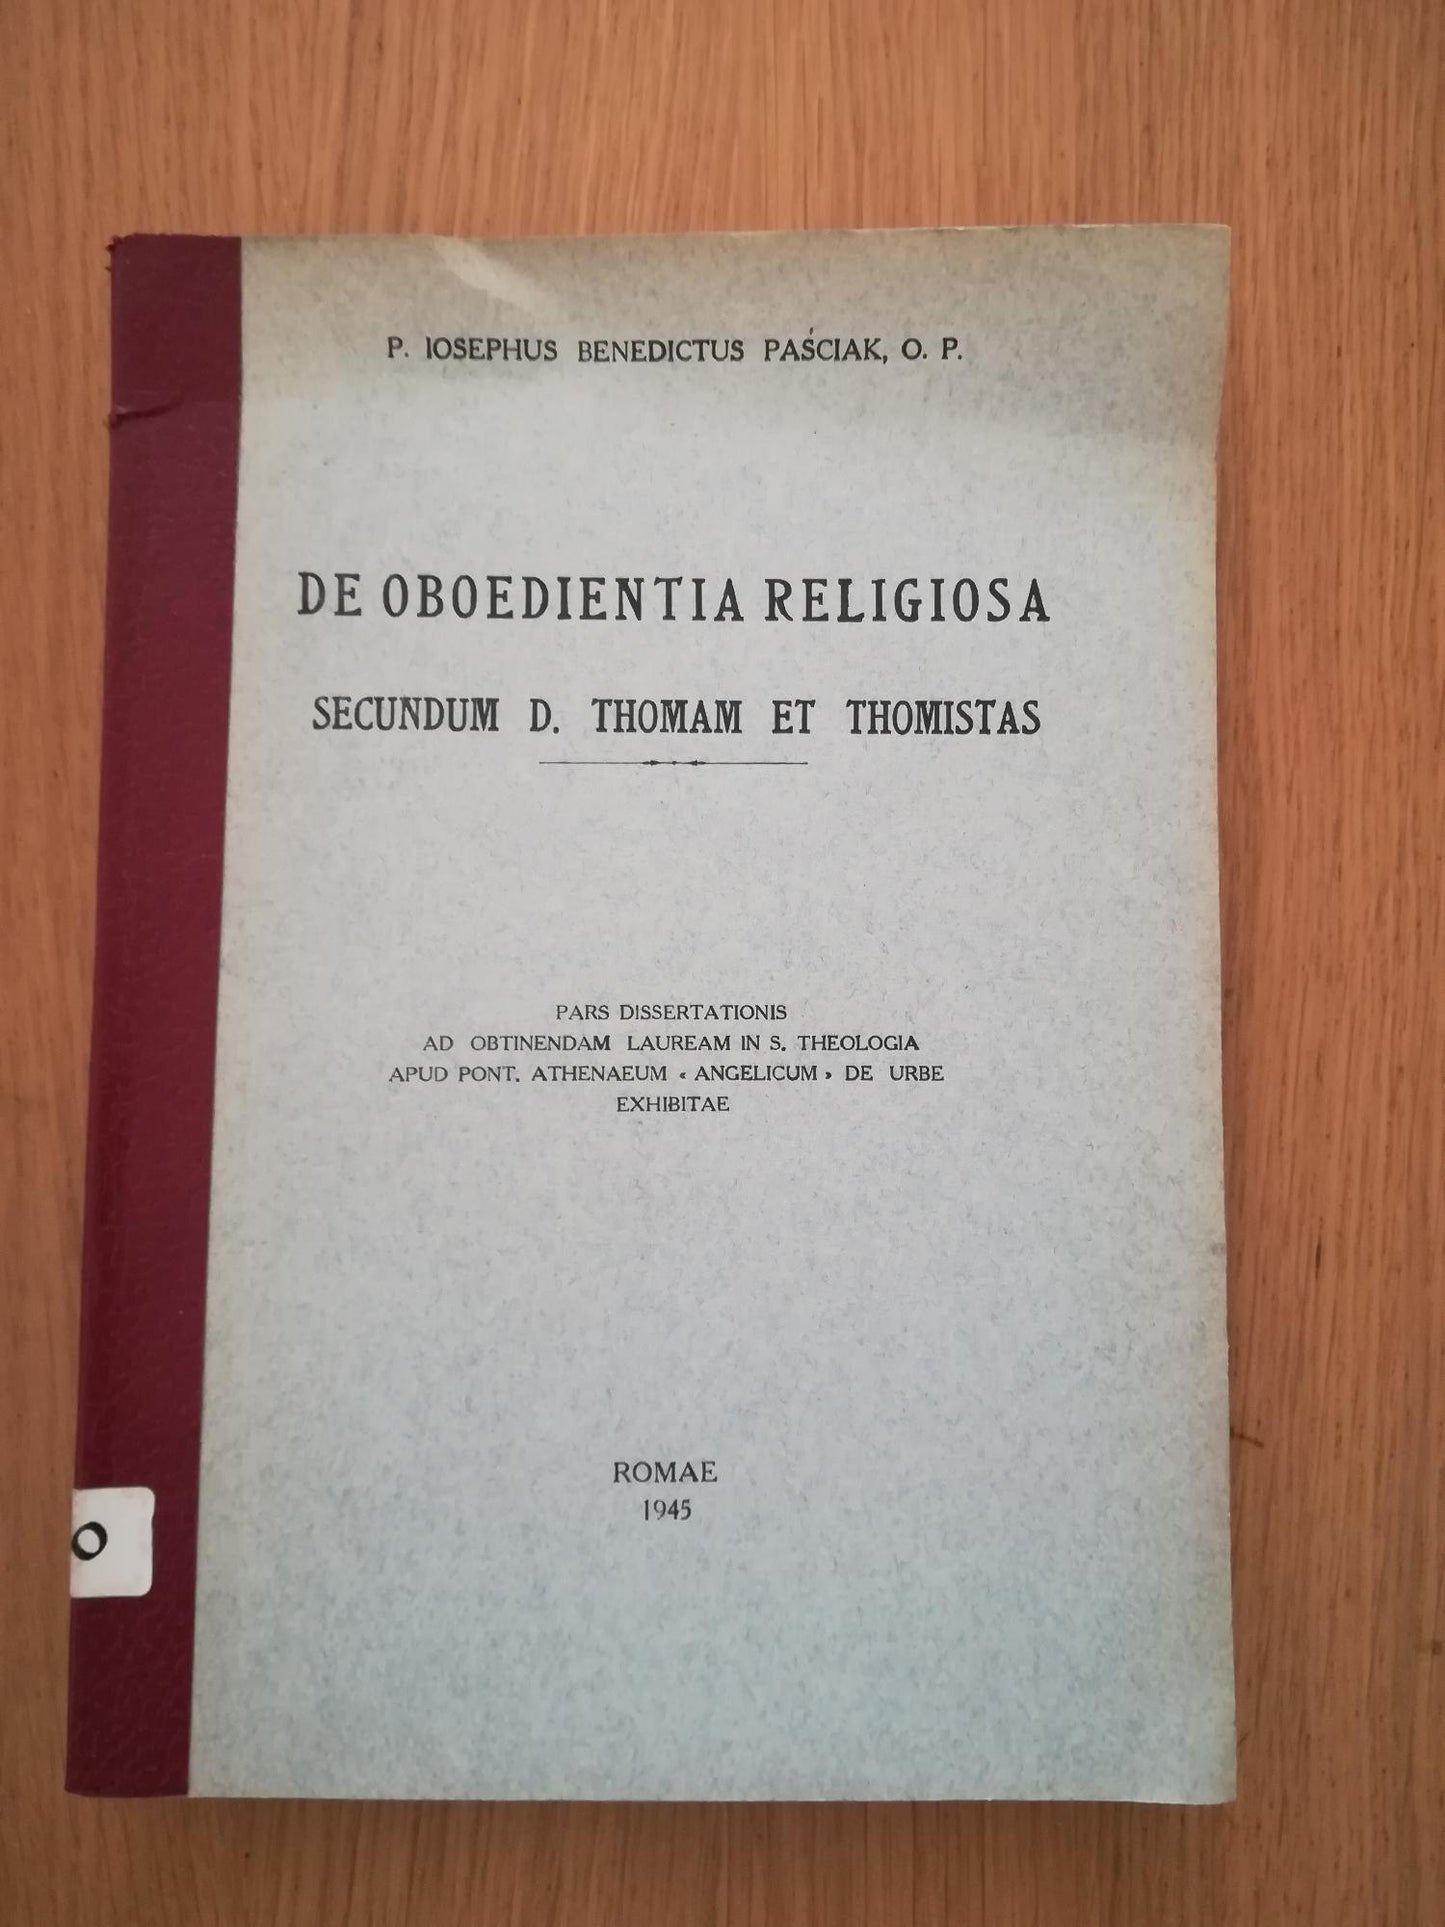 P. IOSEPHUS BENEDICTUS PAŚCIAK, O. P.
DE OBOEDIENTIA RELIGIOSA
SECUNDUM D. THOMAM ET THOMISTAS
PARS DISSERTATIONIS
AD OBTINENDAM LAUREAM IN S. THEOLOGIA
APUD PONT. ATHENAEUM « ANGELICUM » DE URBE
EXHIBITAE
ROMAE
1945
O